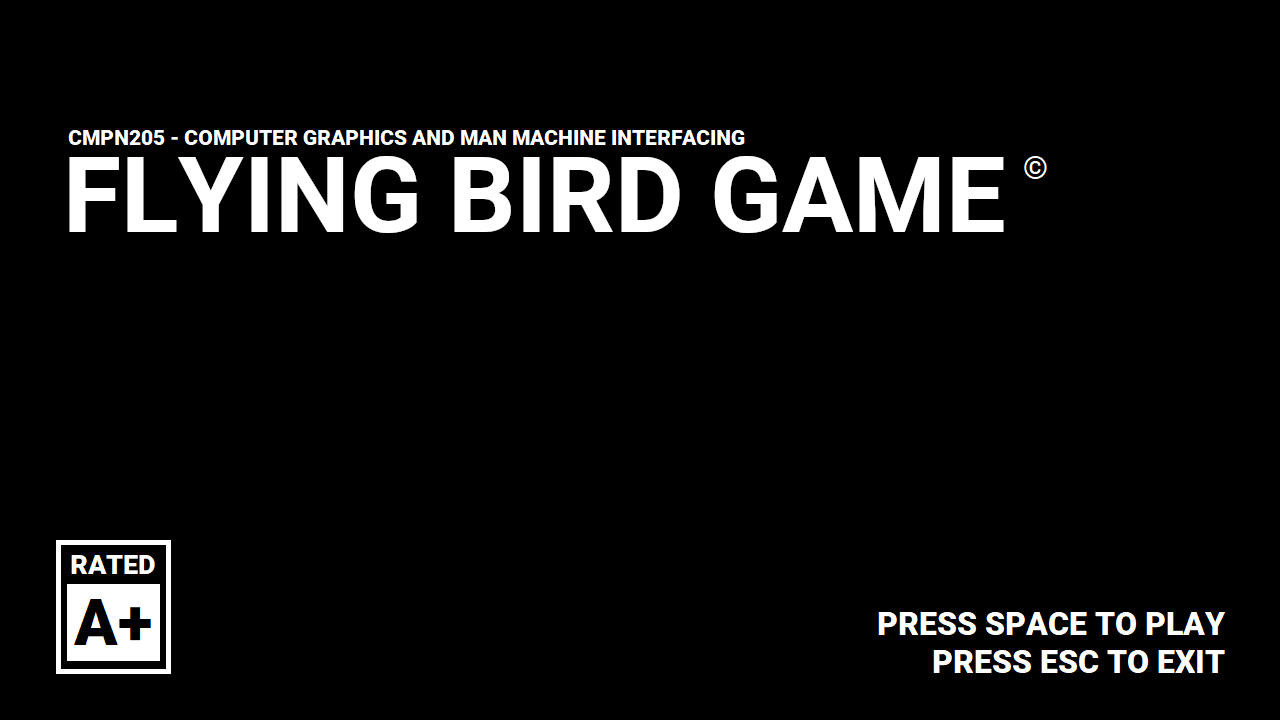 CMPN205 - COMPUTER GRAPHICS AND MAN MACHINE INTERFACING
FLYING BIRD GAME ©
RATED
A+
PRESS SPACE TO PLAY
PRESS ESC TO EXIT